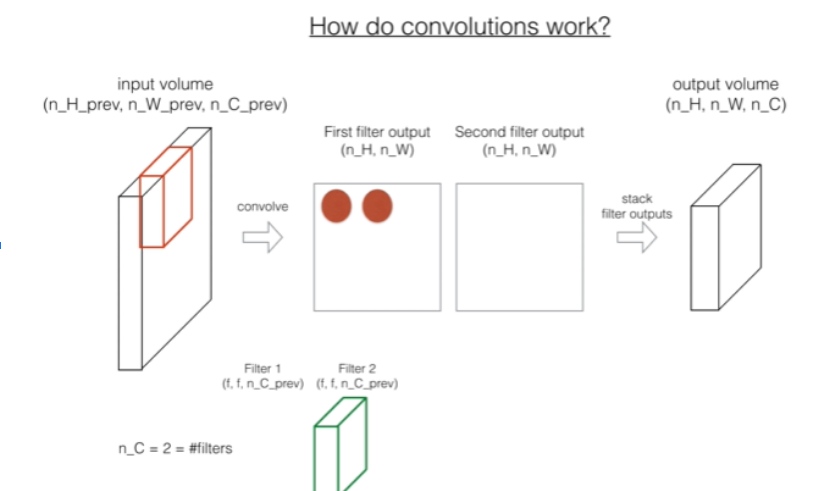 How do convolutions work?
input volume
(n_H_prev, n_W_prev, n_C_prev)
output volume
(n_H, n_W, n_C)
First filter output
(n_H, n_W)
Second filter output
(n_H, n_W)
convolve
stack
filter outputs
Filter 1
(f, f, n_C_prev)
Filter 2
(f, f, n_C_prev)
n_C = 2 = #filters